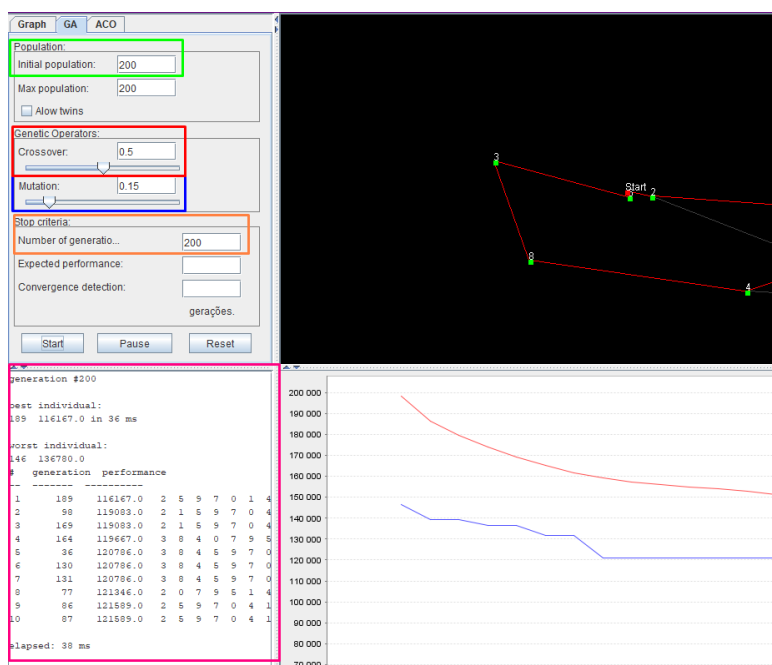 Graph GA ACO
Population:
Initial population: 200
Max population: 200
Alow twins
Genetic Operators:
Crossover: 0.5
Mutation: 0.15
Stop criteria:
Number of generatio... 200
Expected performance:
Convergence detection:
gerações.
Start Pause Reset
3
Start
2
8
4
generation #200
best individual:
189 116167.0 in 36 ms
worst individual:
146 136780.0
# generation performance
-- ------- ----------
1 189 116167.0 2 5 9 7 0 1 4
2 98 119083.0 2 1 5 9 7 0 4
3 169 119083.0 2 1 5 9 7 0 4
4 164 119667.0 3 8 4 0 7 9 5
5 36 120786.0 3 8 4 5 9 7 0
6 130 120786.0 3 8 4 5 9 7 0
7 131 120786.0 3 8 4 5 9 7 0
8 77 121346.0 2 0 7 9 5 1 4
9 86 121589.0 2 5 9 7 0 4 1
10 87 121589.0 2 5 9 7 0 4 1
elapsed: 38 ms
200 000
190 000
180 000
170 000
160 000
150 000
140 000
130 000
120 000
110 000
100 000
90 000
80 000
70 000